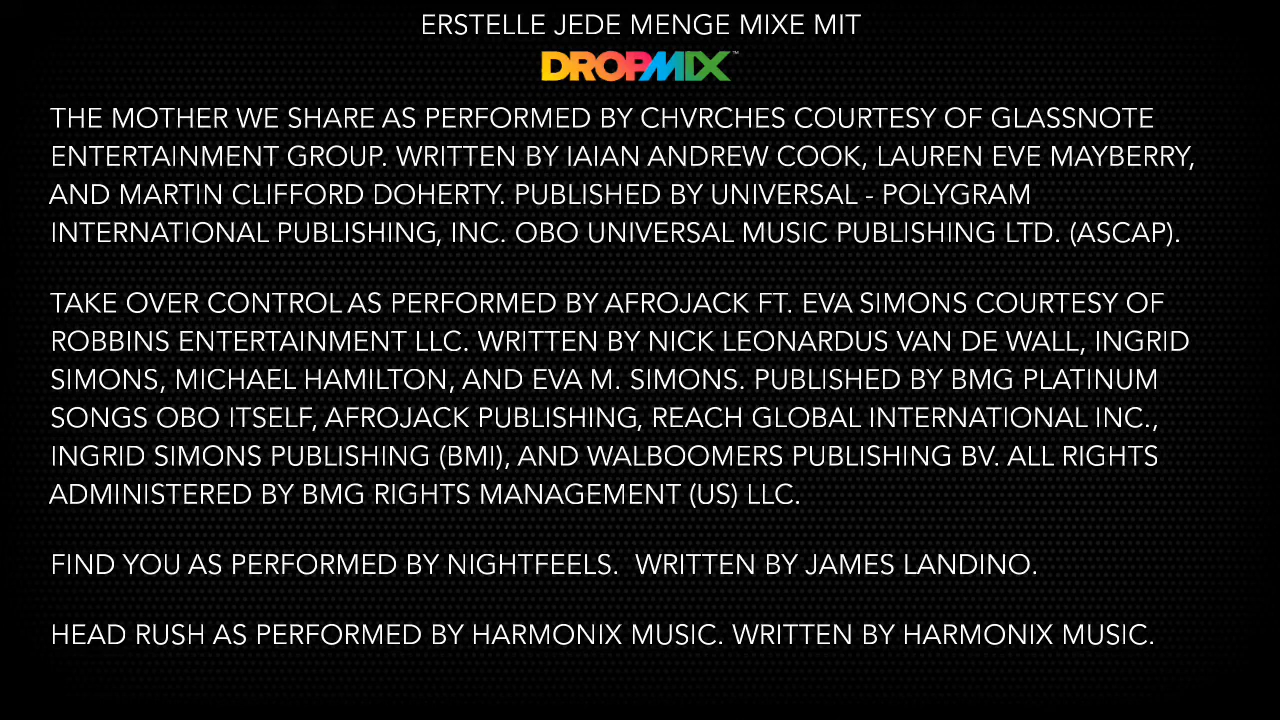 ERSTELLE JEDE MENGE MIXE MIT
DROPMIX™
THE MOTHER WE SHARE AS PERFORMED BY CHVRCHES COURTESY OF GLASSNOTE
ENTERTAINMENT GROUP. WRITTEN BY IAIAN ANDREW COOK, LAUREN EVE MAYBERRY,
AND MARTIN CLIFFORD DOHERTY. PUBLISHED BY UNIVERSAL - POLYGRAM
INTERNATIONAL PUBLISHING, INC. OBO UNIVERSAL MUSIC PUBLISHING LTD. (ASCAP).
TAKE OVER CONTROL AS PERFORMED BY AFROJACK FT. EVA SIMONS COURTESY OF
ROBBINS ENTERTAINMENT LLC. WRITTEN BY NICK LEONARDUS VAN DE WALL, INGRID
SIMONS, MICHAEL HAMILTON, AND EVA M. SIMONS. PUBLISHED BY BMG PLATINUM
SONGS OBO ITSELF, AFROJACK PUBLISHING, REACH GLOBAL INTERNATIONAL INC.,
INGRID SIMONS PUBLISHING (BMI), AND WALBOOMERS PUBLISHING BV. ALL RIGHTS
ADMINISTERED BY BMG RIGHTS MANAGEMENT (US) LLC.
FIND YOU AS PERFORMED BY NIGHTFEELS.  WRITTEN BY JAMES LANDINO.
HEAD RUSH AS PERFORMED BY HARMONIX MUSIC. WRITTEN BY HARMONIX MUSIC.